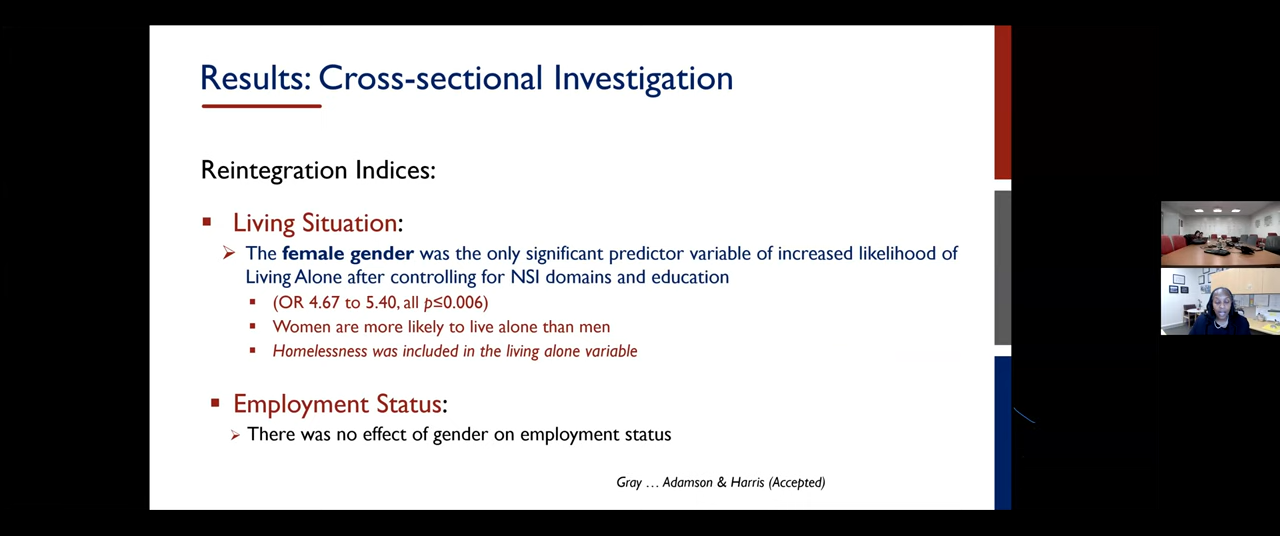 Results: Cross-sectional Investigation
Reintegration Indices:
▪ Living Situation:
➢ The female gender was the only significant predictor variable of increased likelihood of
Living Alone after controlling for NSI domains and education
▪ (OR 4.67 to 5.40, all p≤0.006)
▪ Women are more likely to live alone than men
▪ Homelessness was included in the living alone variable
▪ Employment Status:
➢ There was no effect of gender on employment status
Gray … Adamson & Harris (Accepted)